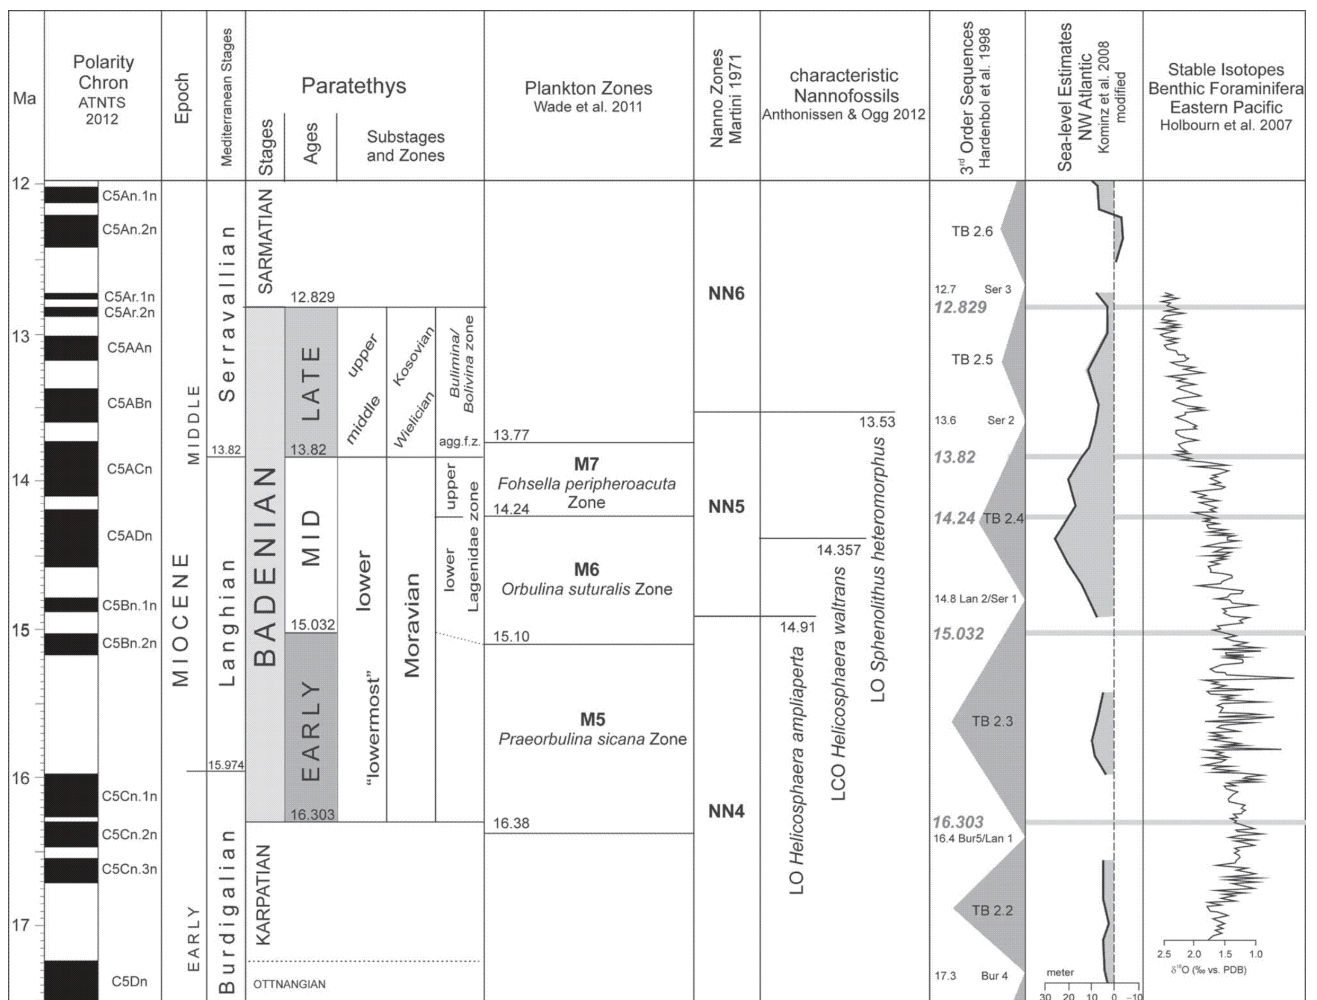 Ma
Polarity
Chron
ATNTS
2012
Epoch
Mediterranean Stages
Paratethys
Stages
Ages
Substages
and Zones
Plankton Zones
Wade et al. 2011
Nanno Zones
Martini 1971
characteristic
Nannofossils
Anthonissen & Ogg 2012
3rd Order Sequences
Hardenbol et al. 1998
Sea-level Estimates
NW Atlantic
Kominz et al. 2008
modified
Stable Isotopes
Benthic Foraminifera
Eastern Pacific
Holbourn et al. 2007
12
13
14
15
16
17
C5An.1n
C5An.2n
C5Ar.1n
C5Ar.2n
C5AAn
C5ABn
C5ACn
C5ADn
C5Bn.1n
C5Bn.2n
C5Cn.1n
C5Cn.2n
C5Cn.3n
C5Dn
MIOCENE
MIDDLE
EARLY
Serravallian
13.82
Langhian
15.974
Burdigalian
SARMATIAN
BADENIAN
KARPATIAN
OTTNANGIAN
12.829
LATE
13.82
MID
15.032
EARLY
16.303
upper
middle
lower
"lowermost"
Kosovian
Wielician
Moravian
Bulimina/
Bolivina zone
agg.f.z.
upper
lower
Lagenidae zone
13.77
M7
Fohsella peripheroacuta
Zone
14.24
M6
Orbulina suturalis Zone
15.10
M5
Praeorbulina sicana Zone
16.38
NN6
NN5
NN4
13.53
LO Sphenolithus heteromorphus
14.357
LCO Helicosphaera waltrans
14.91
LO Helicosphaera ampliaperta
TB 2.6
12.7 Ser 3
12.829
TB 2.5
13.6 Ser 2
13.82
14.24 TB 2.4
14.8 Lan 2/Ser 1
15.032
TB 2.3
16.303
16.4 Bur5/Lan 1
TB 2.2
17.3 Bur 4
meter
30 20 10 0 -10
2.5 2.0 1.5 1.0
δ18O (‰ vs. PDB)